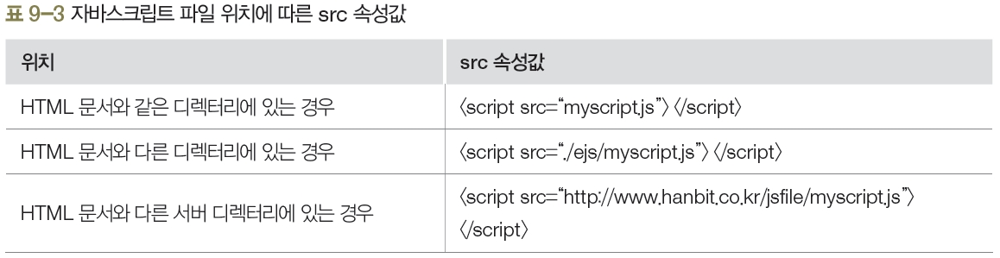 표 9-3 자바스크립트 파일 위치에 따른 src 속성값
위치
src 속성값
HTML 문서와 같은 디렉터리에 있는 경우
〈script src=“myscript.js”〉〈/script〉
HTML 문서와 다른 디렉터리에 있는 경우
〈script src=“./ejs/myscript.js”〉〈/script〉
HTML 문서와 다른 서버 디렉터리에 있는 경우
〈script src=“http://www.hanbit.co.kr/jsfile/myscript.js”〉
〈/script〉